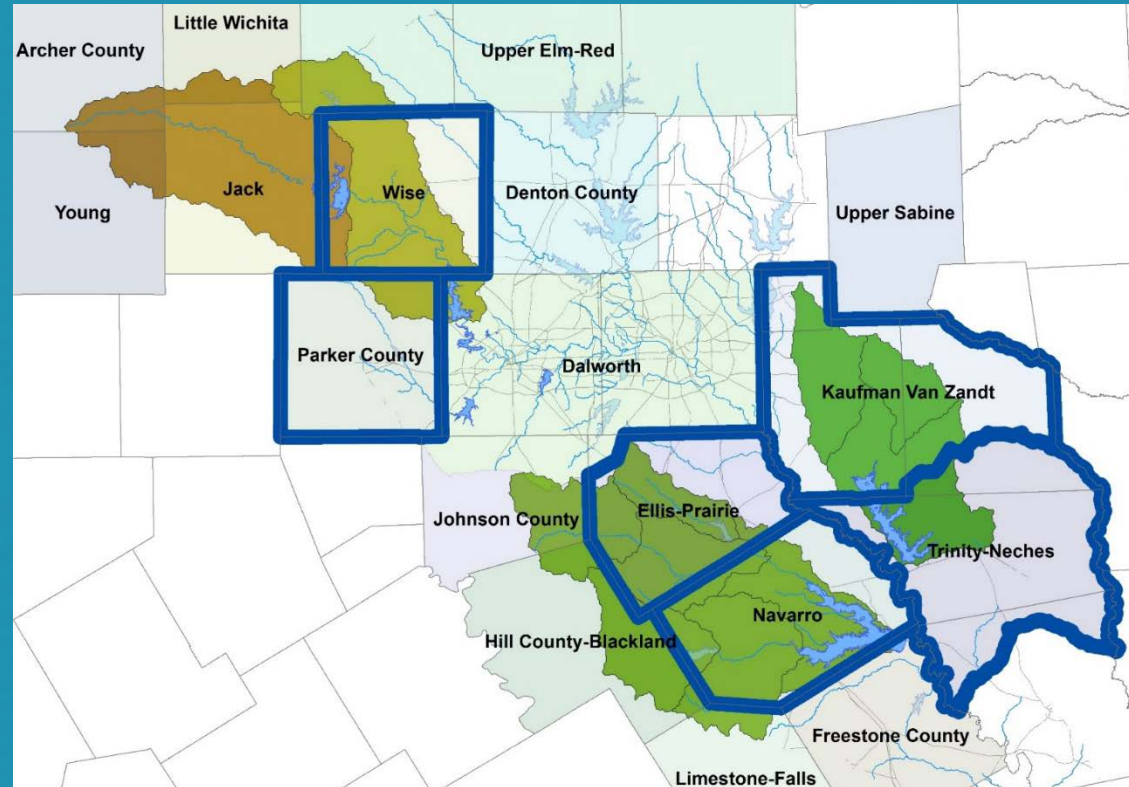 Little Wichita
Archer County
Upper Elm-Red
Jack
Wise
Denton County
Young
Upper Sabine
Parker County
Dalworth
Kaufman Van Zandt
Johnson County
Ellis-Prairie
Trinity-Neches
Navarro
Hill County-Blackland
Freestone County
Limestone-Falls